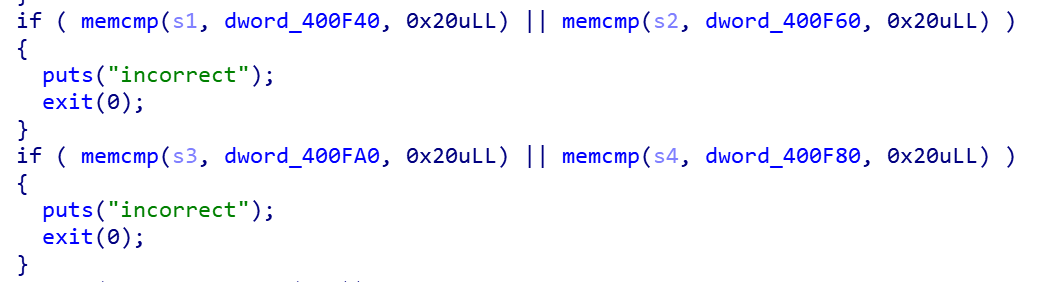 if ( memcmp(s1, dword_400F40, 0x20uLL) || memcmp(s2, dword_400F60, 0x20uLL) )
{
  puts("incorrect");
  exit(0);
}
if ( memcmp(s3, dword_400FA0, 0x20uLL) || memcmp(s4, dword_400F80, 0x20uLL) )
{
  puts("incorrect");
  exit(0);
}